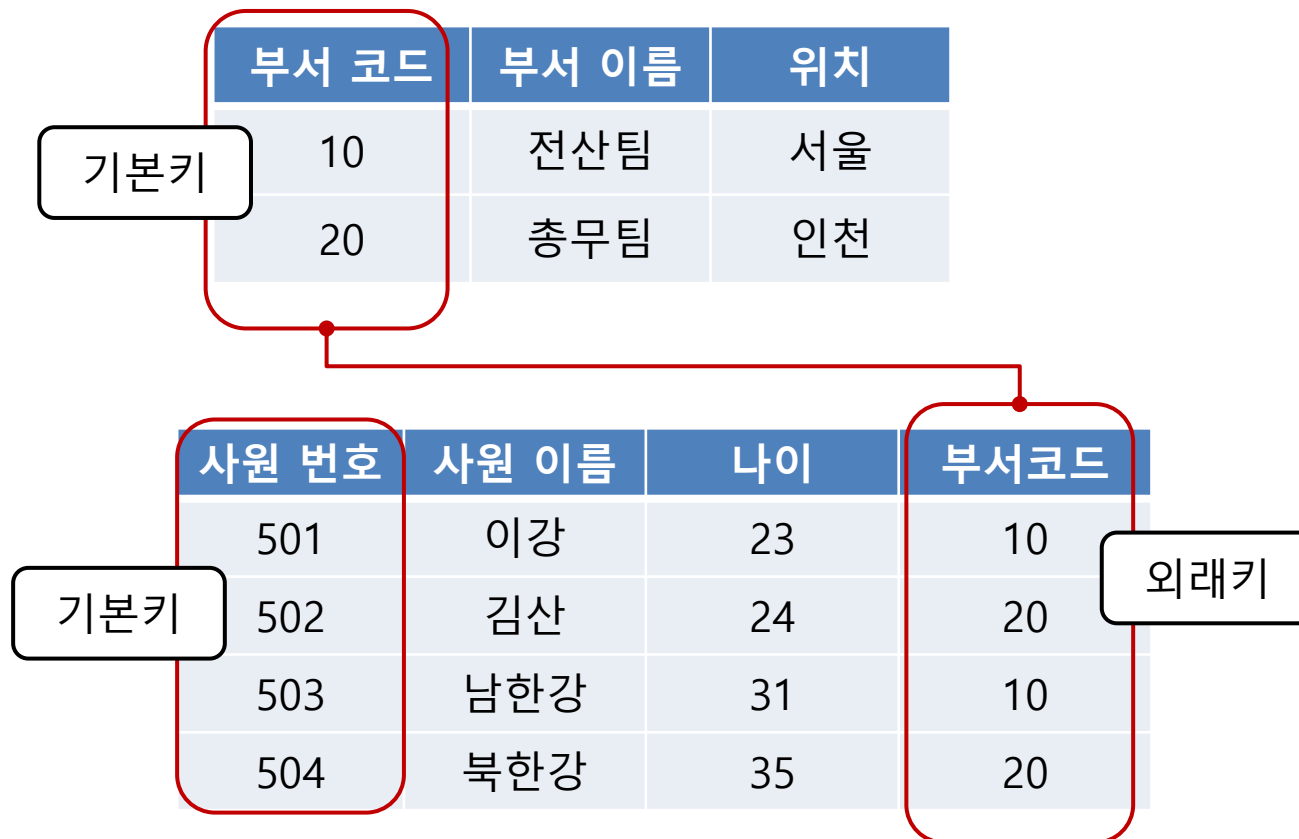 부서 코드 부서 이름 위치
기본키
10 전산팀 서울
20 총무팀 인천
사원 번호 사원 이름 나이 부서코드
501 이강 23 10
외래키
기본키
502 김산 24 20
503 남한강 31 10
504 북한강 35 20